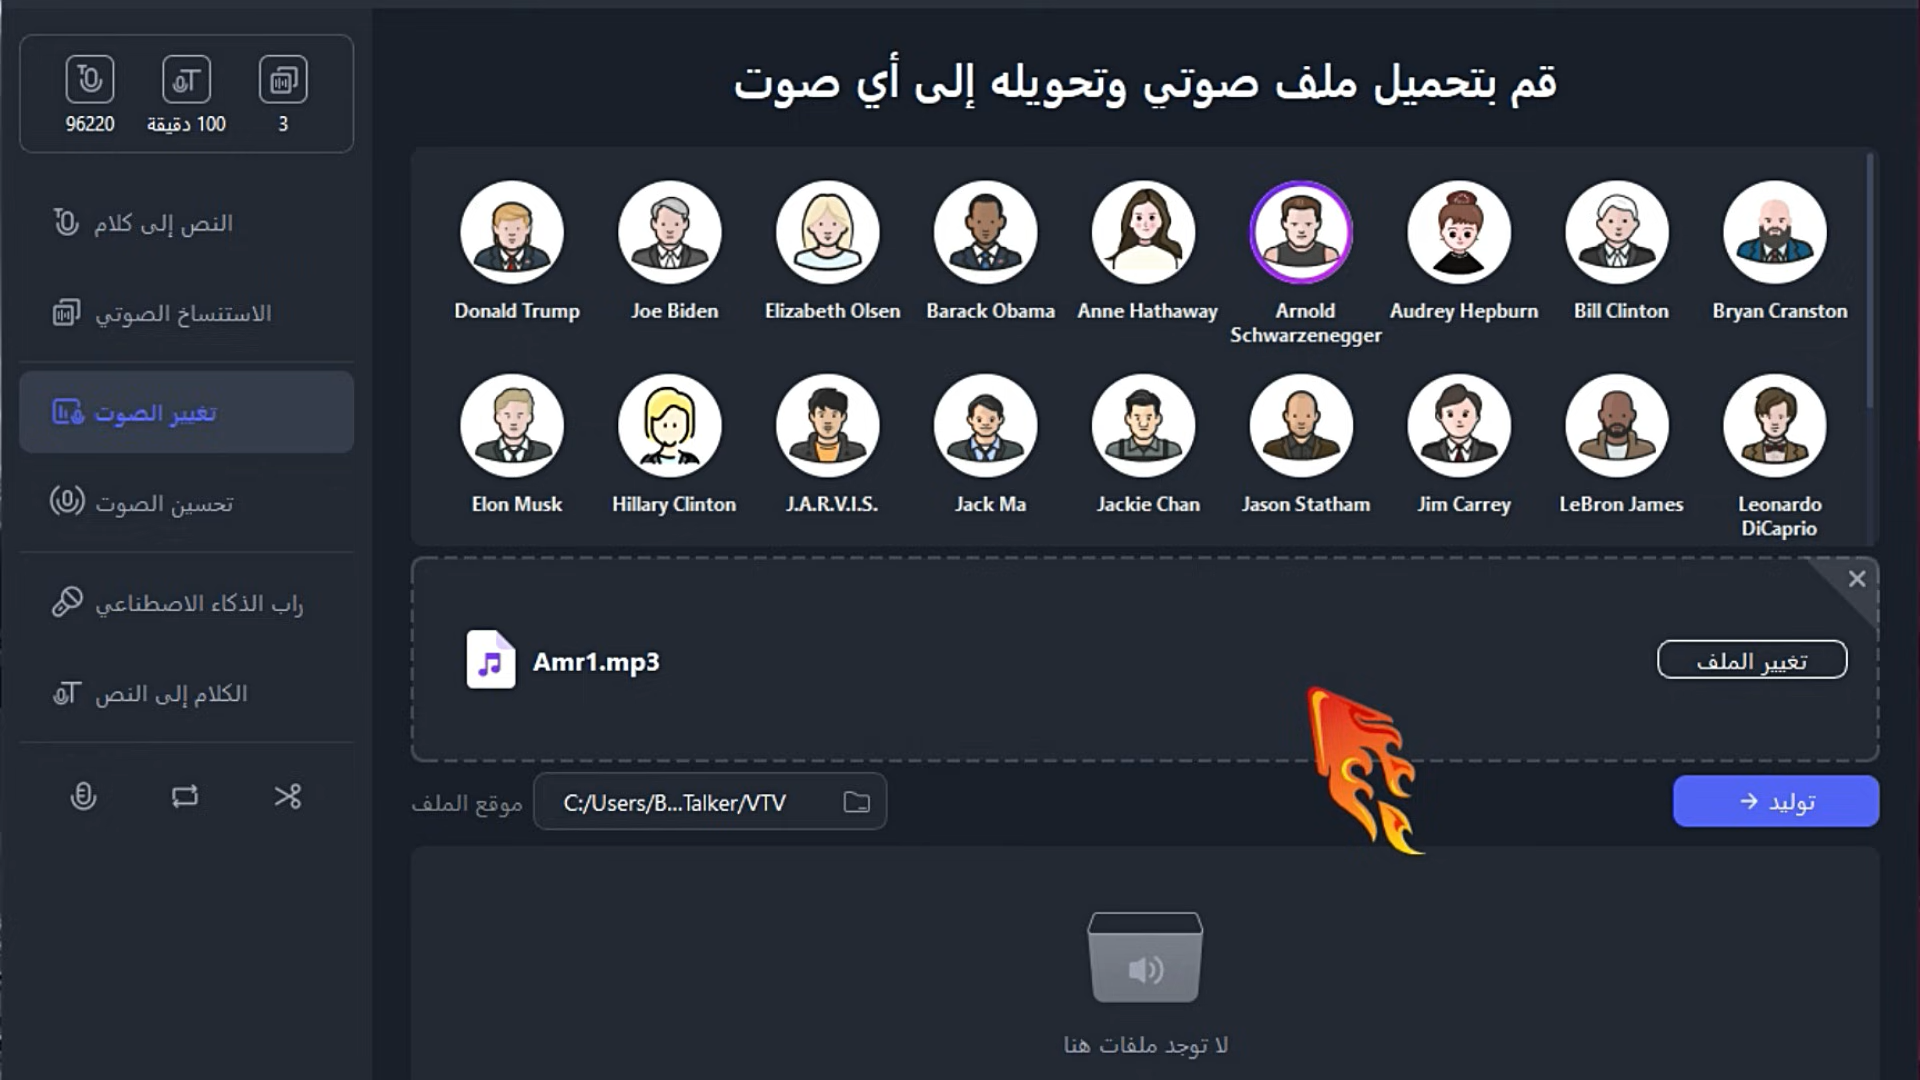 96220
100 دقيقة
3
النص إلى كلام
الاستنساخ الصوتي
تغيير الصوت
تحسين الصوت
راب الذكاء الاصطناعي
الكلام إلى النص
قم بتحميل ملف صوتي وتحويله إلى أي صوت
Donald Trump
Joe Biden
Elizabeth Olsen
Barack Obama
Anne Hathaway
Arnold
Schwarzenegger
Audrey Hepburn
Bill Clinton
Bryan Cranston
Elon Musk
Hillary Clinton
J.A.R.V.I.S.
Jack Ma
Jackie Chan
Jason Statham
Jim Carrey
LeBron James
Leonardo
DiCaprio
Amr1.mp3
تغيير الملف
موقع الملف
C:/Users/B...Talker/VTV
توليد
لا توجد ملفات هنا